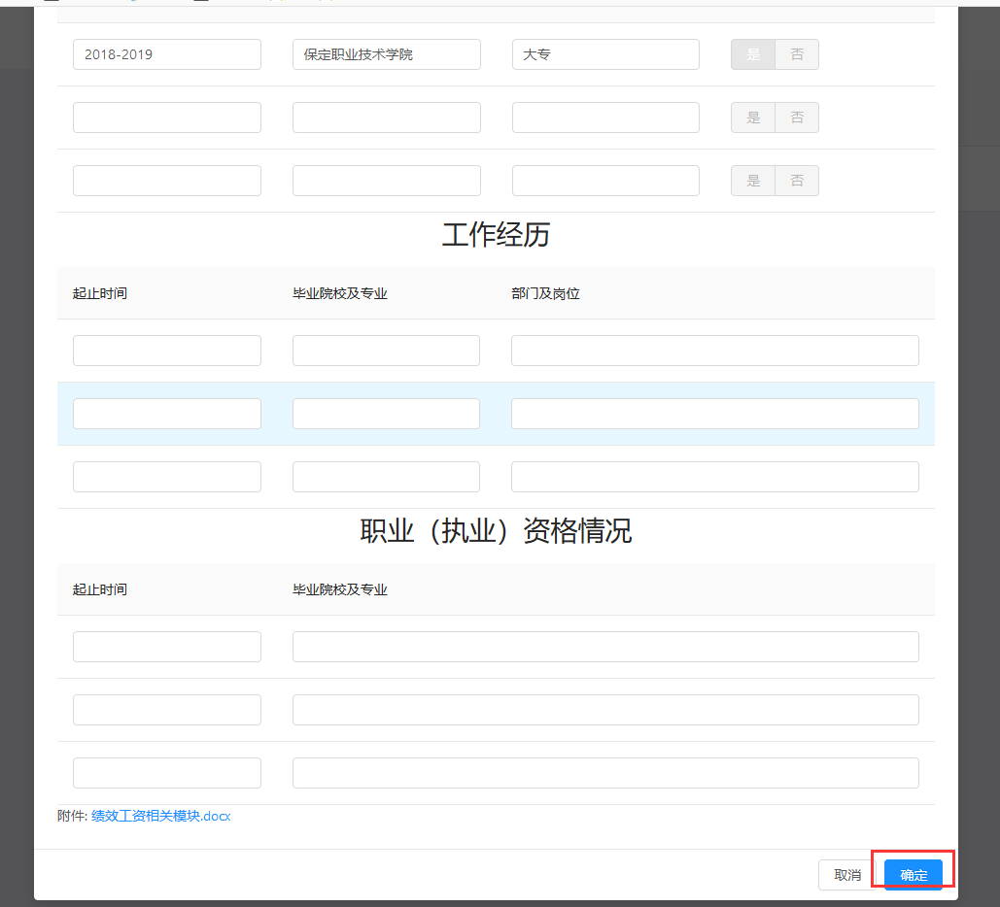 2018-2019 保定职业技术学院 大专 是 否
是 否
是 否
工作经历
起止时间 毕业院校及专业 部门及岗位
职业（执业）资格情况
起止时间 毕业院校及专业
附件: 绩效工资相关模块.docx
取消 确定